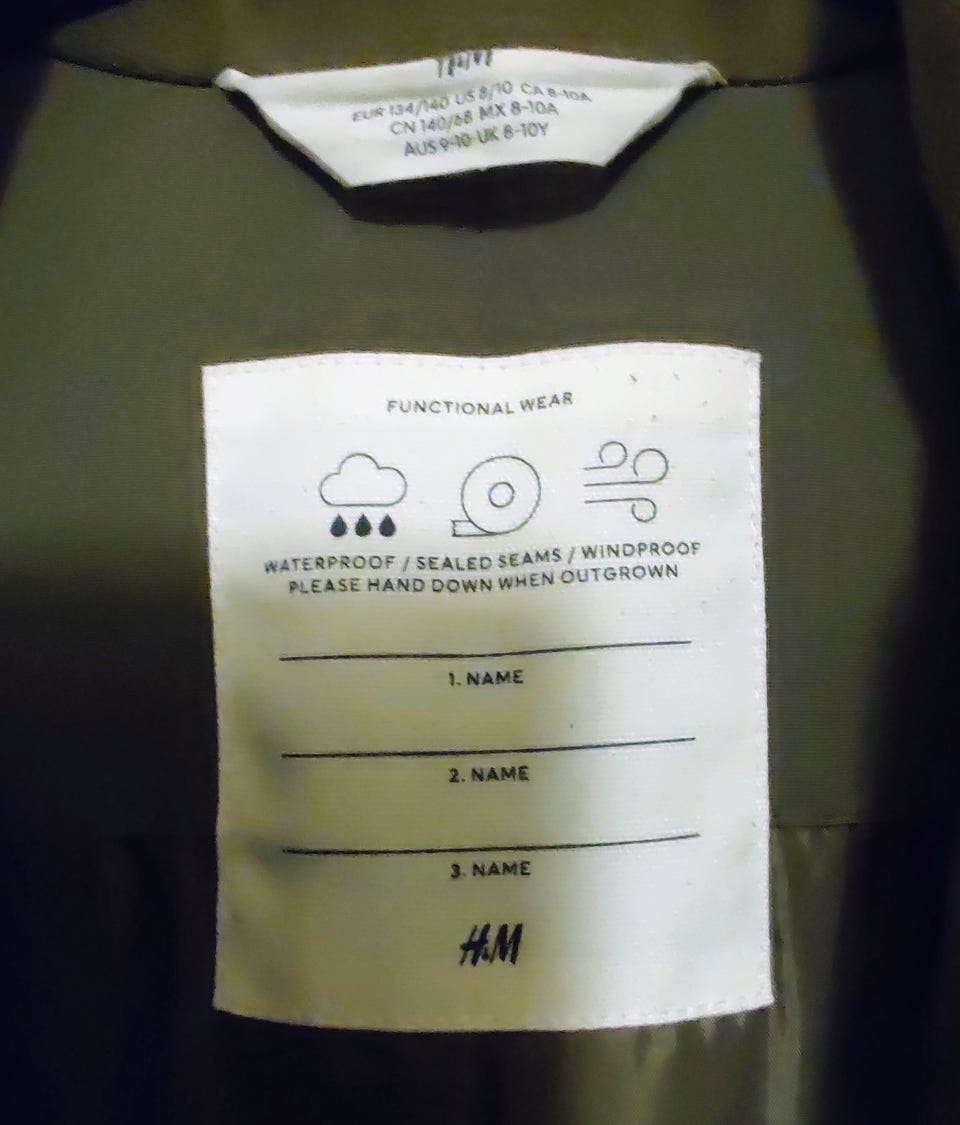 H&M
EUR 134/140 US 8/10 CA 8-10A
CN 140/68 MX 8-10A
AUS 9-10 UK 8-10Y
FUNCTIONAL WEAR
WATERPROOF / SEALED SEAMS / WINDPROOF
PLEASE HAND DOWN WHEN OUTGROWN
1. NAME
2. NAME
3. NAME
H&M